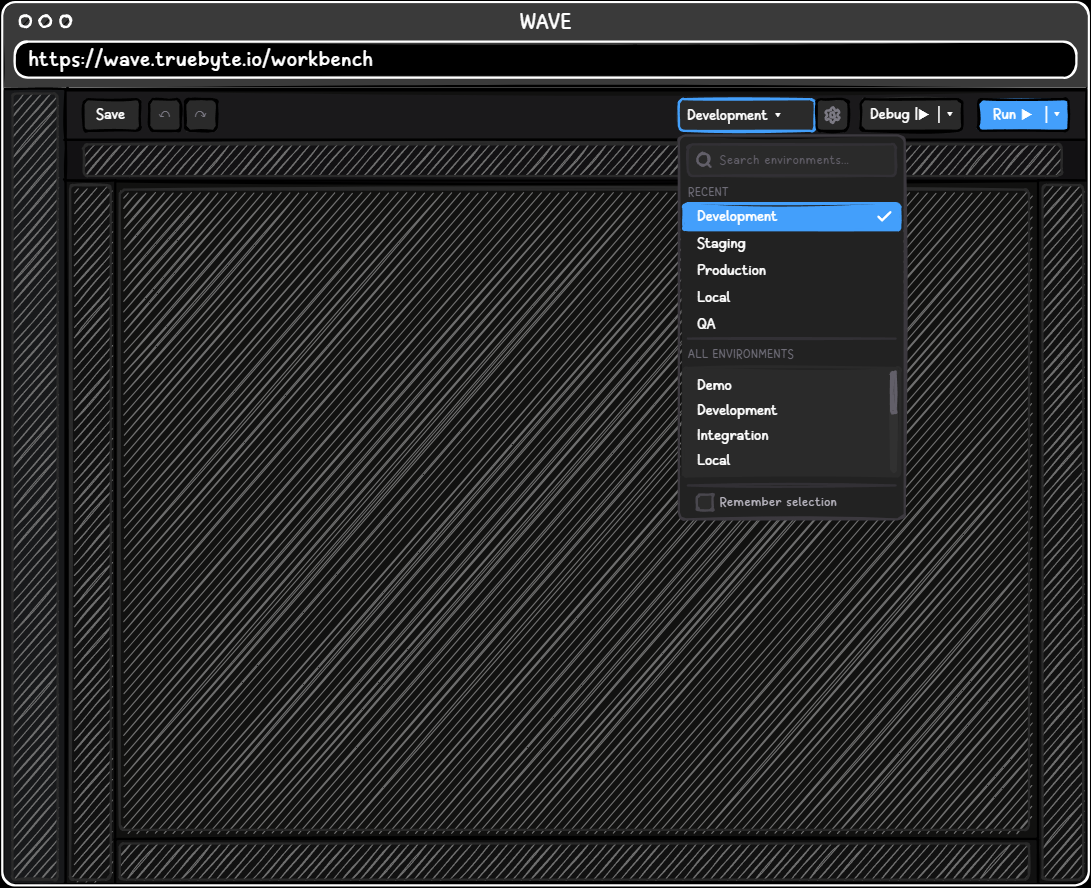 WAVE
https://wave.truebyte.io/workbench
Save Development Debug Run
Search environments...
RECENT
Development
Staging
Production
Local
QA
ALL ENVIRONMENTS
Demo
Development
Integration
Local
Remember selection